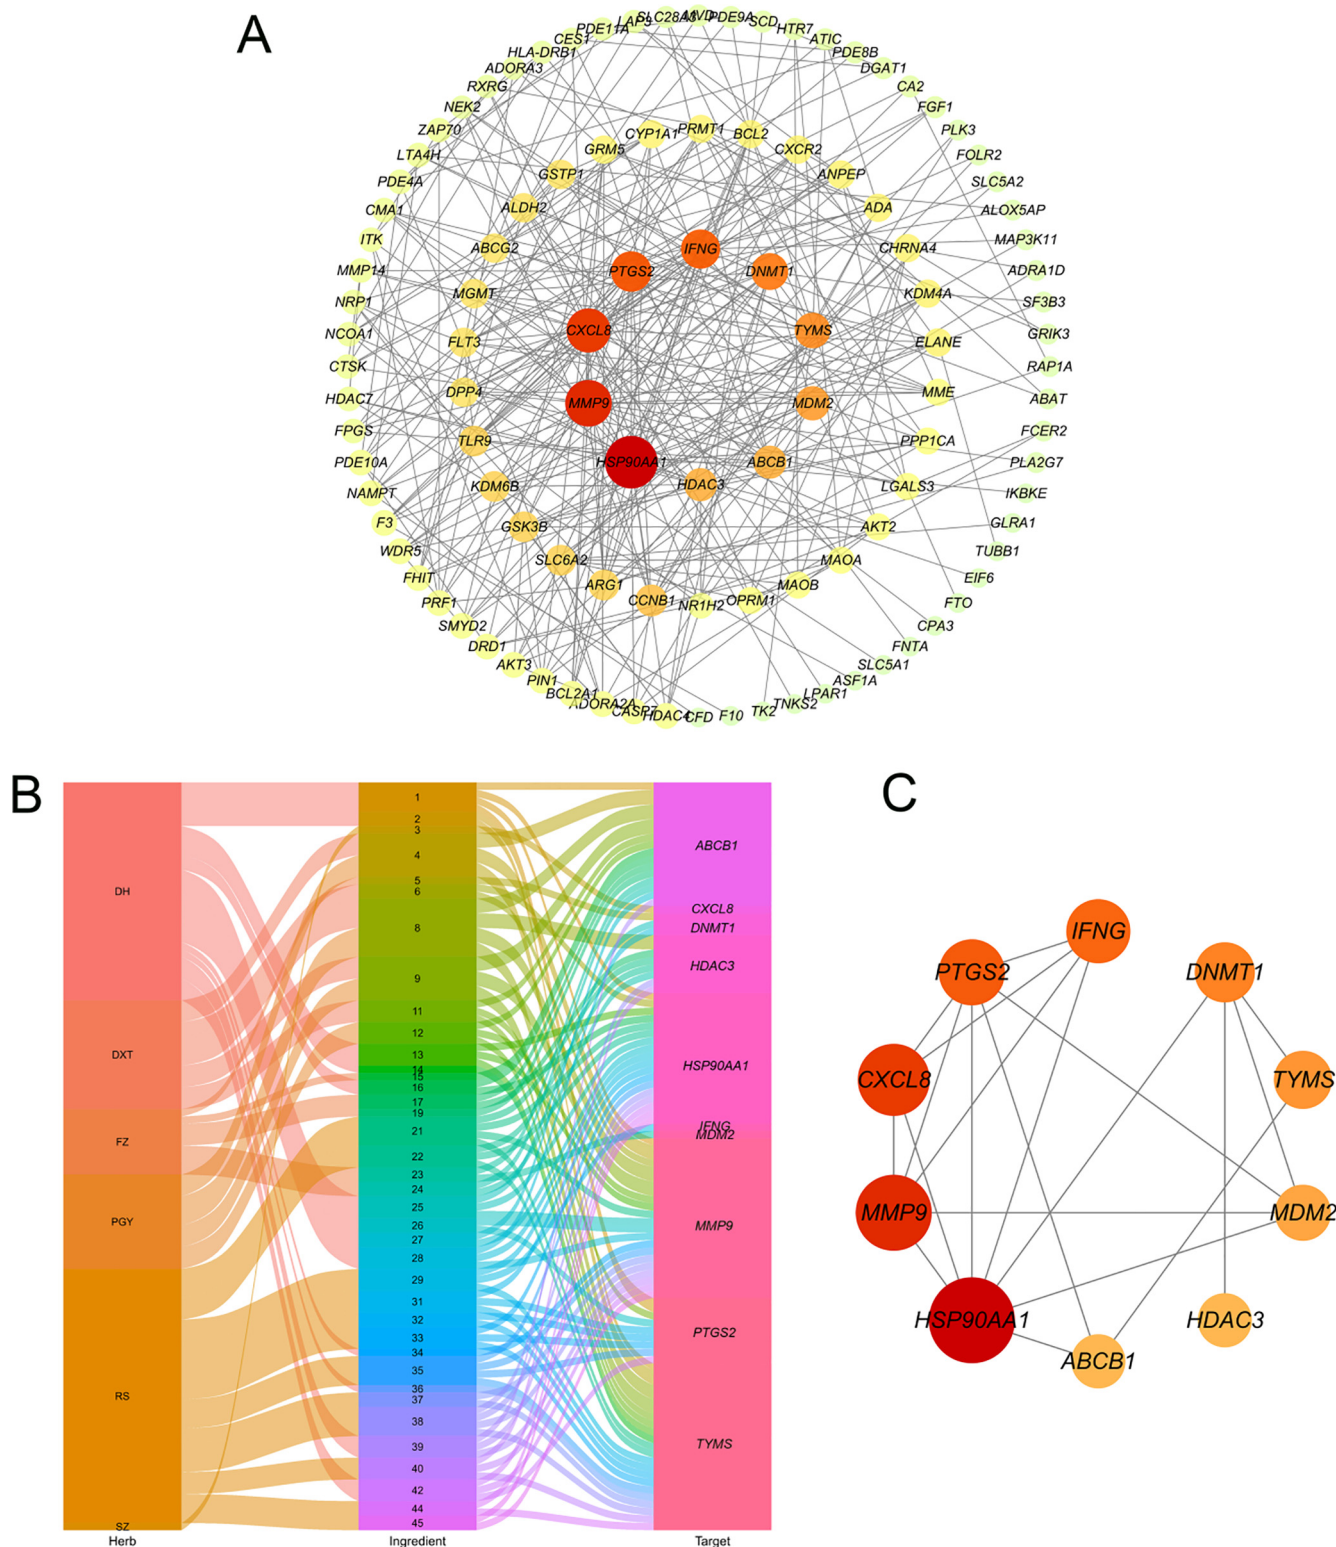 A
PDE11A
LAP3
SLC28A3
MVD
PDE9A
SCD
HTR7
ATIC
PDE8B
DGAT1
CES1
HLA-DRB1
ADORA3
RXRG
NEK2
ZAP70
LTA4H
PDE4A
CMA1
ITK
MMP14
NRP1
NCOA1
CTSK
HDAC7
FPGS
PDE10A
NAMPT
F3
WDR5
FHIT
PRF1
SMYD2
DRD1
AKT3
PIN1
BCL2A1
ADORA2A
CASP7
HDAC4
CFD
F10
TK2
TNKS2
LPAR1
ASF1A
SLC5A1
FNTA
CPA3
FTO
EIF6
TUBB1
GLRA1
IKBKE
PLA2G7
FCER2
ABAT
RAP1A
GRIK3
SF3B3
ADRA1D
MAP3K11
ALOX5AP
SLC5A2
FOLR2
PLK3
FGF1
CA2
CYP1A1
PRMT1
BCL2
CXCR2
ANPEP
ADA
CHRNA4
KDM4A
ELANE
MME
PPP1CA
LGALS3
AKT2
MAOA
MAOB
OPRM1
NR1H2
CCNB1
ARG1
SLC6A2
GSK3B
KDM6B
TLR9
DPP4
FLT3
MGMT
ABCG2
ALDH2
GSTP1
GRM5
IFNG
DNMT1
TYMS
MDM2
ABCB1
HDAC3
HSP90AA1
MMP9
CXCL8
PTGS2
B
DH
DXT
FZ
PGY
RS
SZ
Herb
1
2
3
4
5
6
8
9
11
12
13
14
15
16
17
19
21
22
23
24
25
26
27
28
29
31
32
33
34
35
36
37
38
39
40
42
44
45
Ingredient
ABCB1
CXCL8
DNMT1
HDAC3
HSP90AA1
IFNG
MDM2
MMP9
PTGS2
TYMS
Target
C
IFNG
PTGS2
DNMT1
CXCL8
TYMS
MMP9
MDM2
HSP90AA1
HDAC3
ABCB1